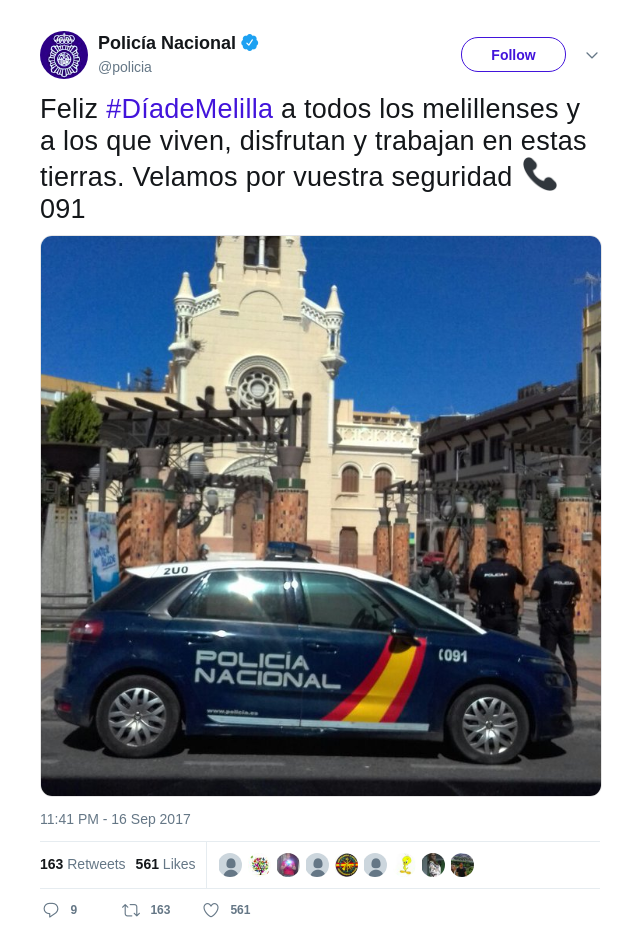 Policía Nacional
@policia
Follow
Feliz #DíadeMelilla a todos los melillenses y
a los que viven, disfrutan y trabajan en estas
tierras. Velamos por vuestra seguridad 📞
091
2U0
POLICIA
POLICIA
POLICÍA
NACIONAL
091
www.policia.es
11:41 PM - 16 Sep 2017
163 Retweets 561 Likes
9 163 561